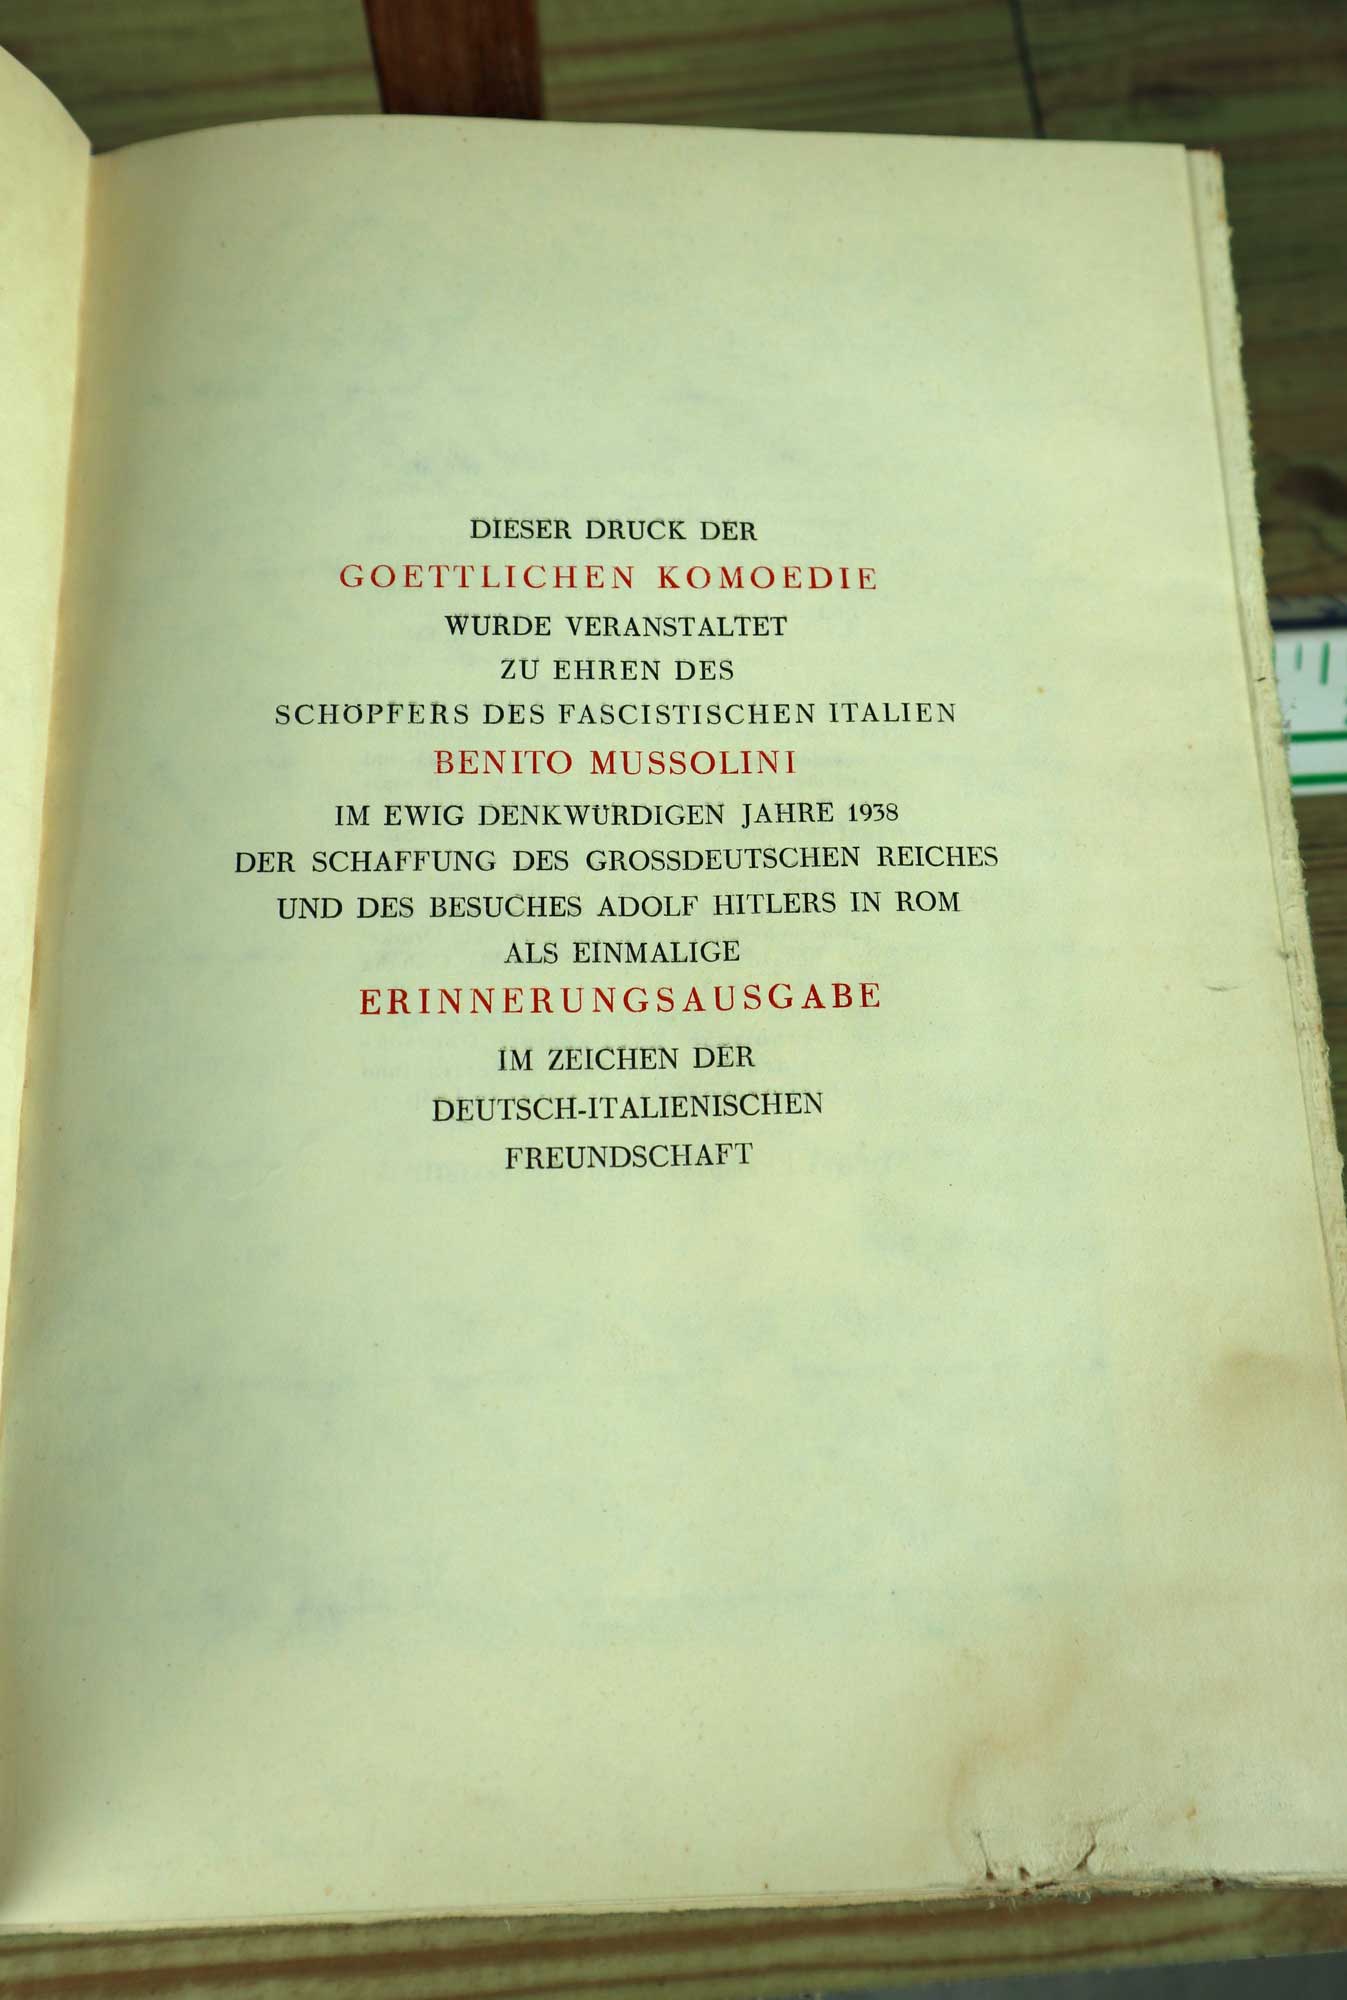 DIESER DRUCK DER
GOETTLICHEN KOMOEDIE
WURDE VERANSTALTET
ZU EHREN DES
SCHÖPFERS DES FASCISTISCHEN ITALIEN
BENITO MUSSOLINI
IM EWIG DENKWÜRDIGEN JAHRE 1938
DER SCHAFFUNG DES GROSSDEUTSCHEN REICHES
UND DES BESUCHES ADOLF HITLERS IN ROM
ALS EINMALIGE
ERINNERUNGSAUSGABE
IM ZEICHEN DER
DEUTSCH-ITALIENISCHEN
FREUNDSCHAFT